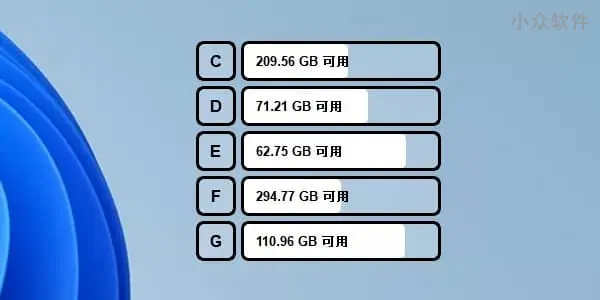 小众软件
C 209.56 GB 可用
D 71.21 GB 可用
E 62.75 GB 可用
F 294.77 GB 可用
G 110.96 GB 可用